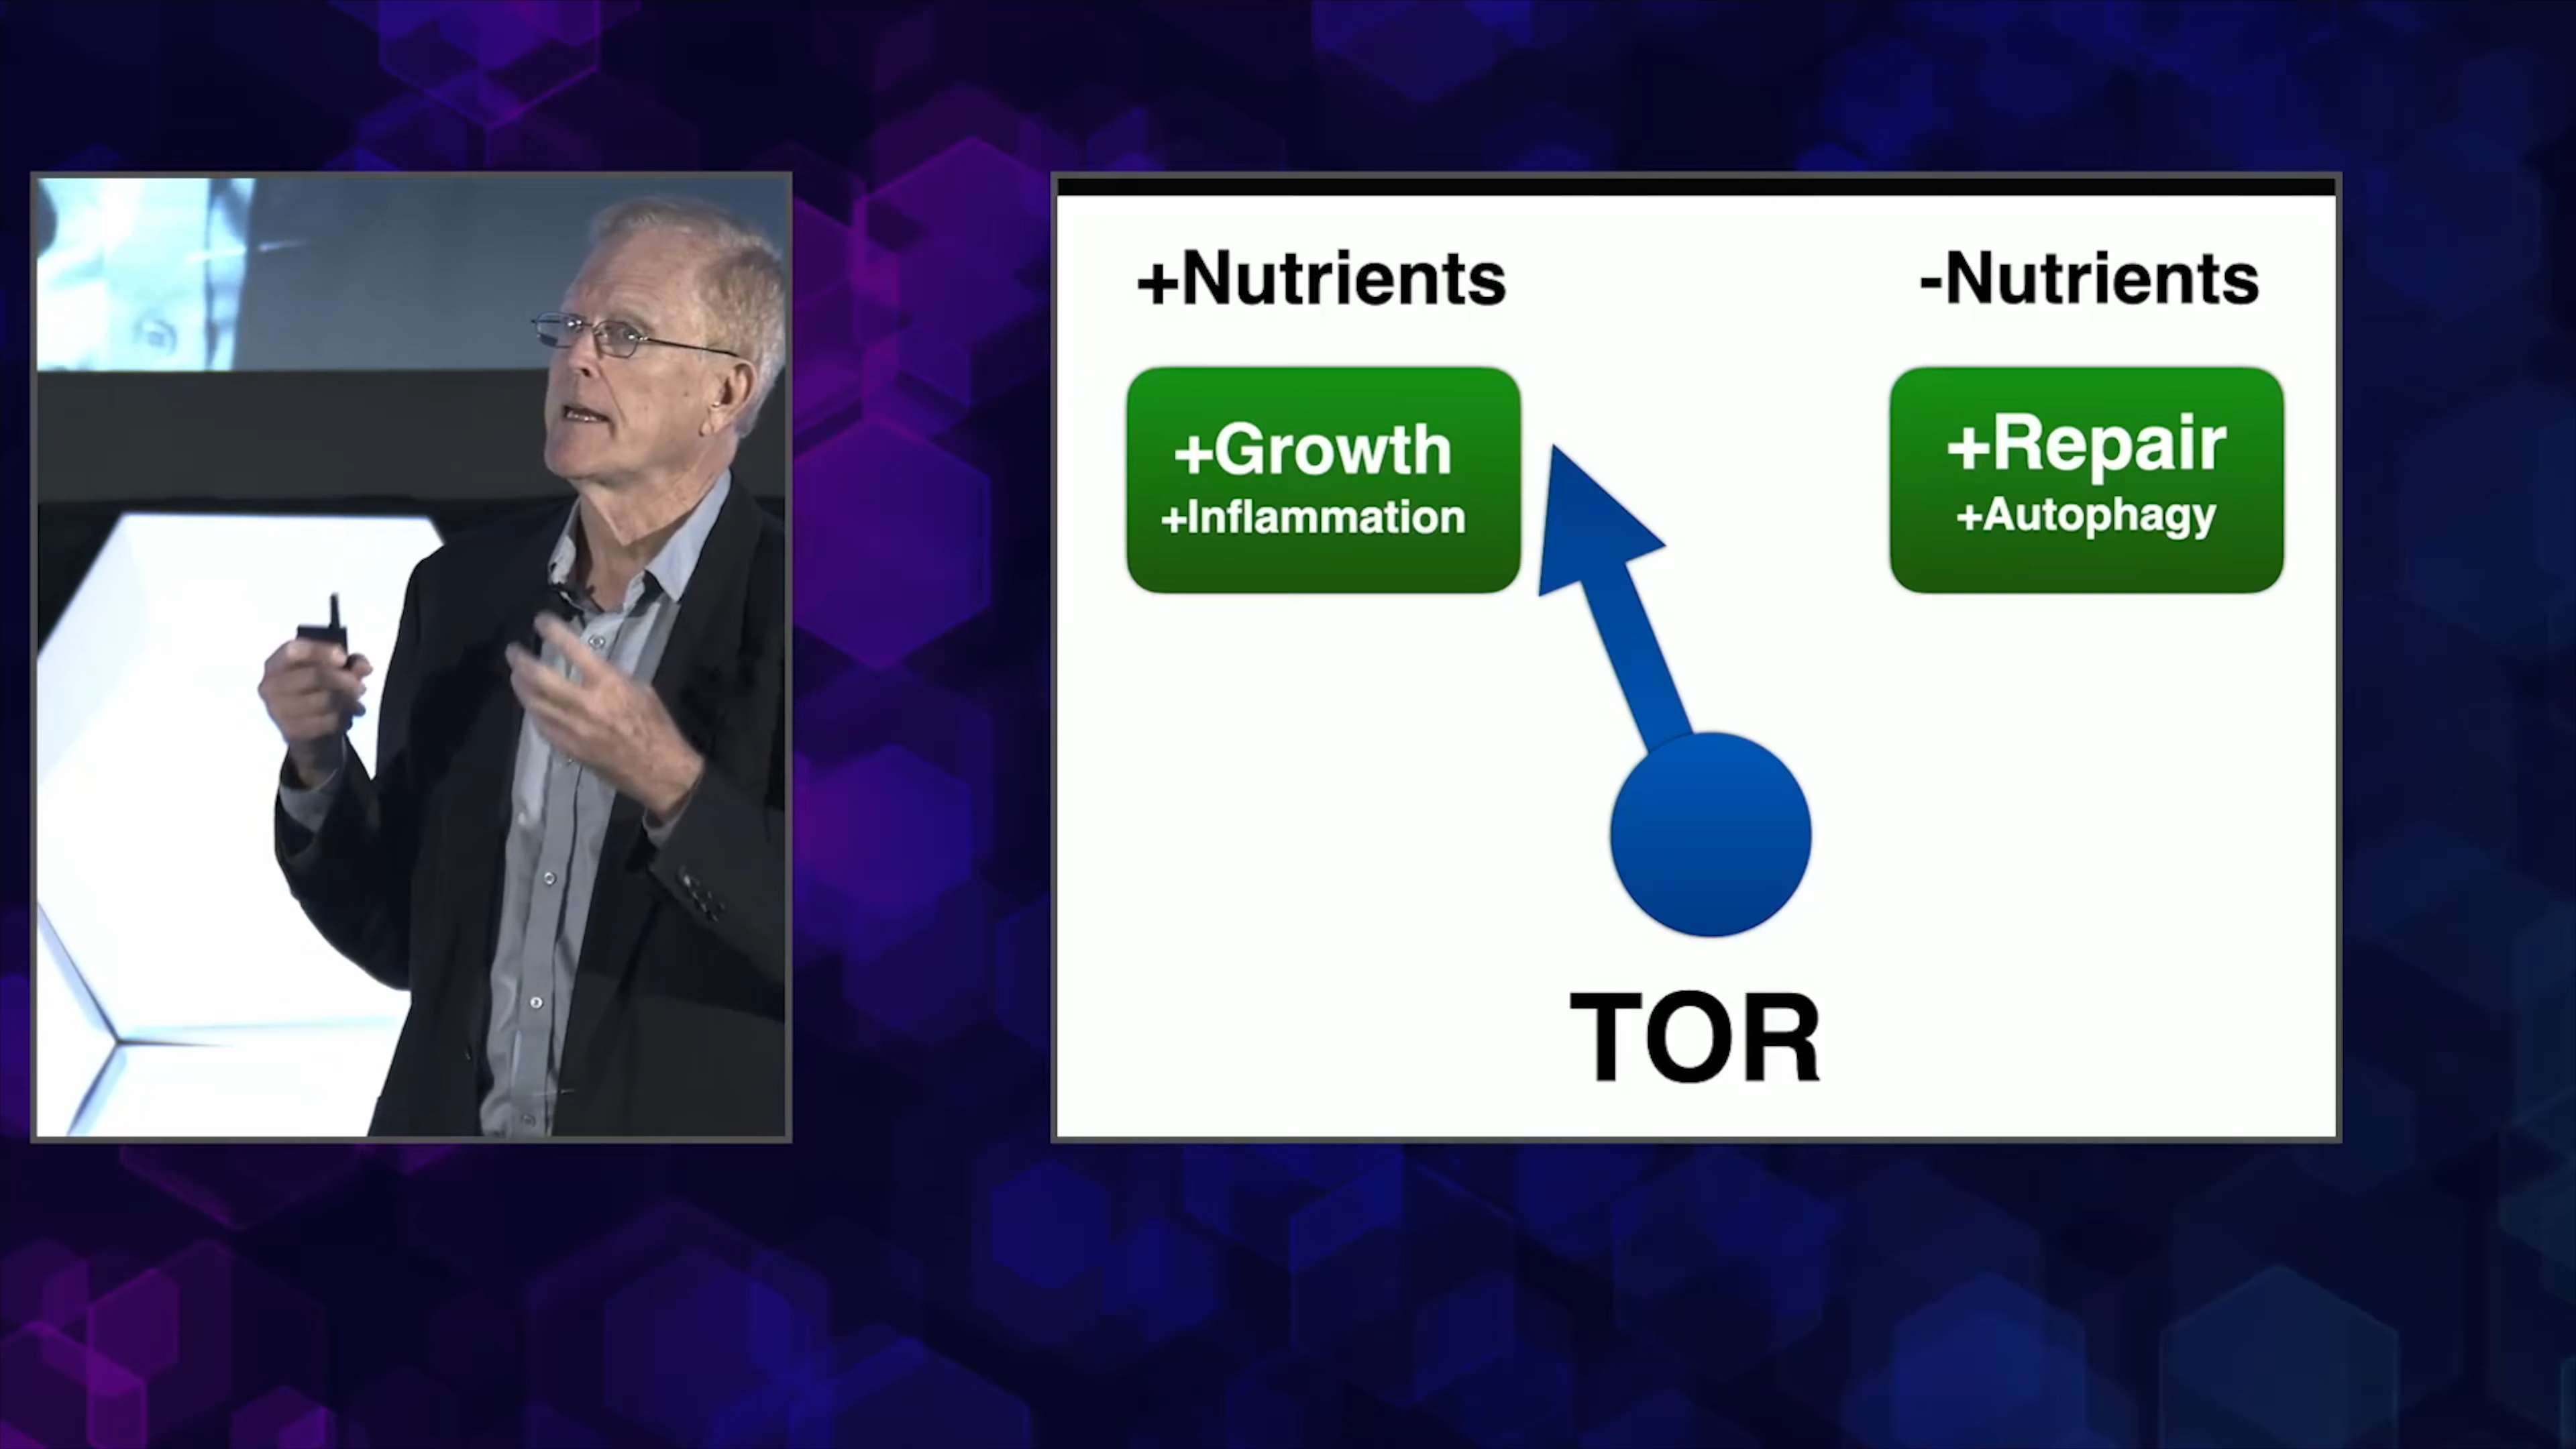 +Nutrients
-Nutrients
+Growth
+Inflammation
+Repair
+Autophagy
TOR